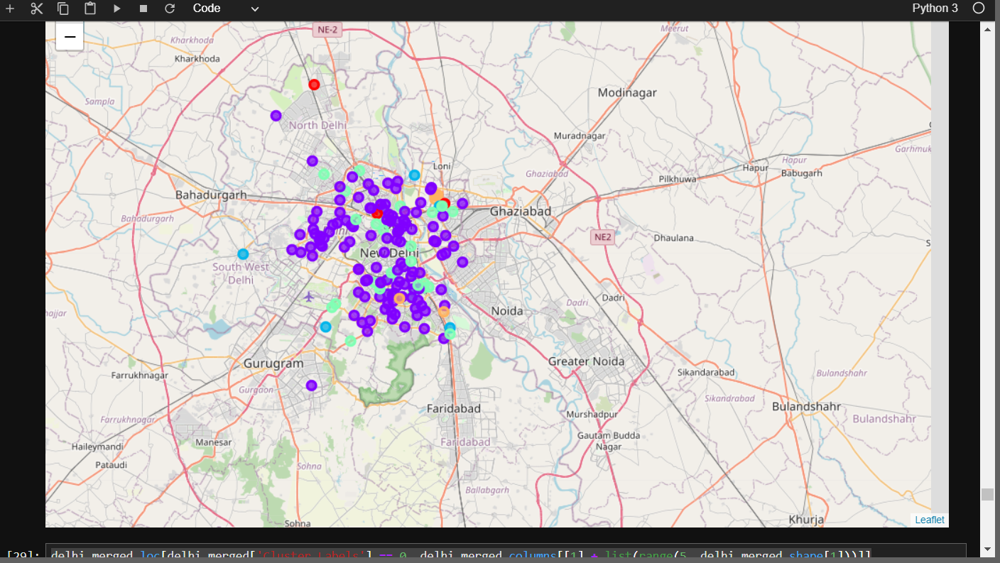 Code
Python 3
NE-2
Meerut
Kharkhoda
Kharkhoda
Modinagar
Sampla
North Delhi
Muradnagar
Garhmuk
Loni
Ghaziabad
Hapur
Hapur
Babugarh
Pilkhuwa
Bahadurgarh
Ghaziabad
Bahadurgarh
NE2
Dhaulana
New Delhi
South West
Delhi
Dadri
Dadri
Noida
hajjar
Gurugram
Greater Noida
Farrukhnagar
Sikandarabad
Bulandshahr
Gurgaon
Sikandrabad
Faridabad
Bulandshahr
Murshadpur
Farrukhnagar
Bulandshahr
Gautam Budda
Nagar
Manesar
Faridabad
Haileymandi
Pataudi
Sohna
Ballabgarh
Sohna
Khurja
Leaflet
[29]: delhi_merged.loc[delhi_merged['Cluster Labels'] == 0, delhi_merged.columns[[1] + list(range(5, delhi_merged.shape[1]))]]